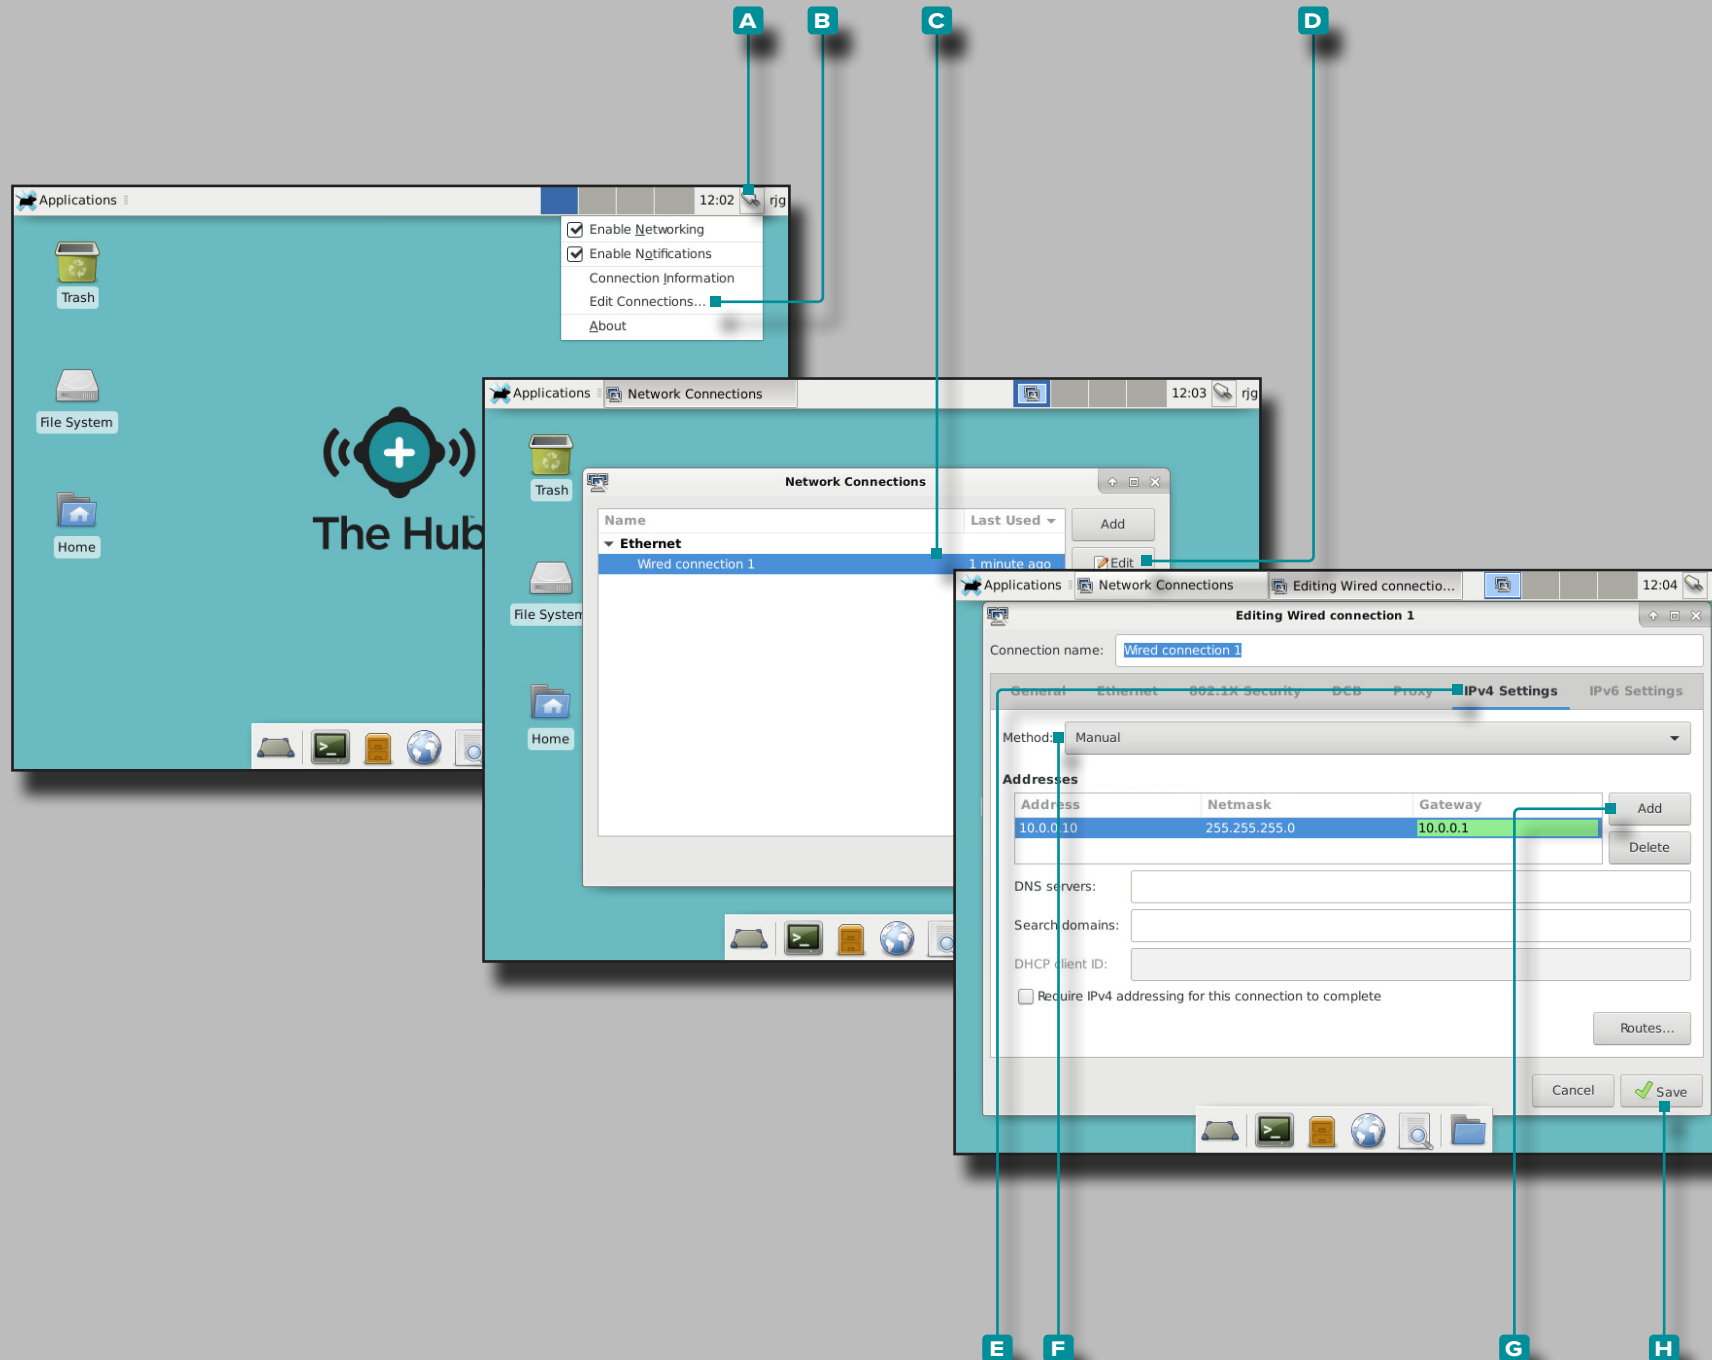 A B C D
Applications 12:02 rjg
Enable Networking
Enable Notifications
Connection Information
Edit Connections...
About
Trash
File System
Home
The Hub
Applications Network Connections 12:03 rjg
Trash
File System
Home
Network Connections
Name Last Used
Add
Ethernet
Wired connection 1 1 minute ago
Edit
Applications Network Connections Editing Wired connectio... 12:04
Editing Wired connection 1
Connection name: Wired connection 1
General Ethernet 802.1X Security DCB Proxy IPv4 Settings IPv6 Settings
Method: Manual
Addresses
Address Netmask Gateway
Add
10.0.0.10 255.255.255.0 10.0.0.1
Delete
DNS servers:
Search domains:
DHCP client ID:
Require IPv4 addressing for this connection to complete
Routes...
Cancel Save
E F G H